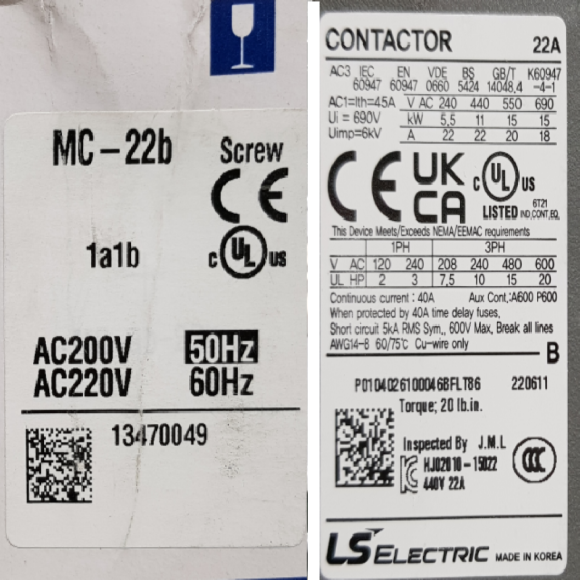 MC-22b
Screw
CE
1a1b
c UL us
AC200V 50Hz
AC220V 60Hz
13470049
CONTACTOR 22A
AC3 IEC EN VDE BS GB/T K60947
60947 60947 0660 5424 14048.4 -4-1
AC1=Ith=45A V AC 240 440 550 690
Ui = 690V kW 5,5 11 15 15
Uimp=6kV A 22 22 20 18
CE UK CA c UL us
LISTED 6T21 IND,CONT,EQ,
This Device Meets/Exceeds NEMA/EEMAC requirements
1PH 3PH
V AC 120 240 208 240 480 600
UL HP 2 3 7,5 10 15 20
Continuous current : 40A Aux Cont,:A600 P600
When protected by 40A time delay fuses,
Short circuit 5kA RMS Sym,, 600V Max, Break all lines
AWG14-8 60/75℃ Cu-wire only
B
220611
Torque; 20 lb.in.
Inspected By J.M.L
HJ02010-15022
440V 22A
CCC
LS ELECTRIC MADE IN KOREA